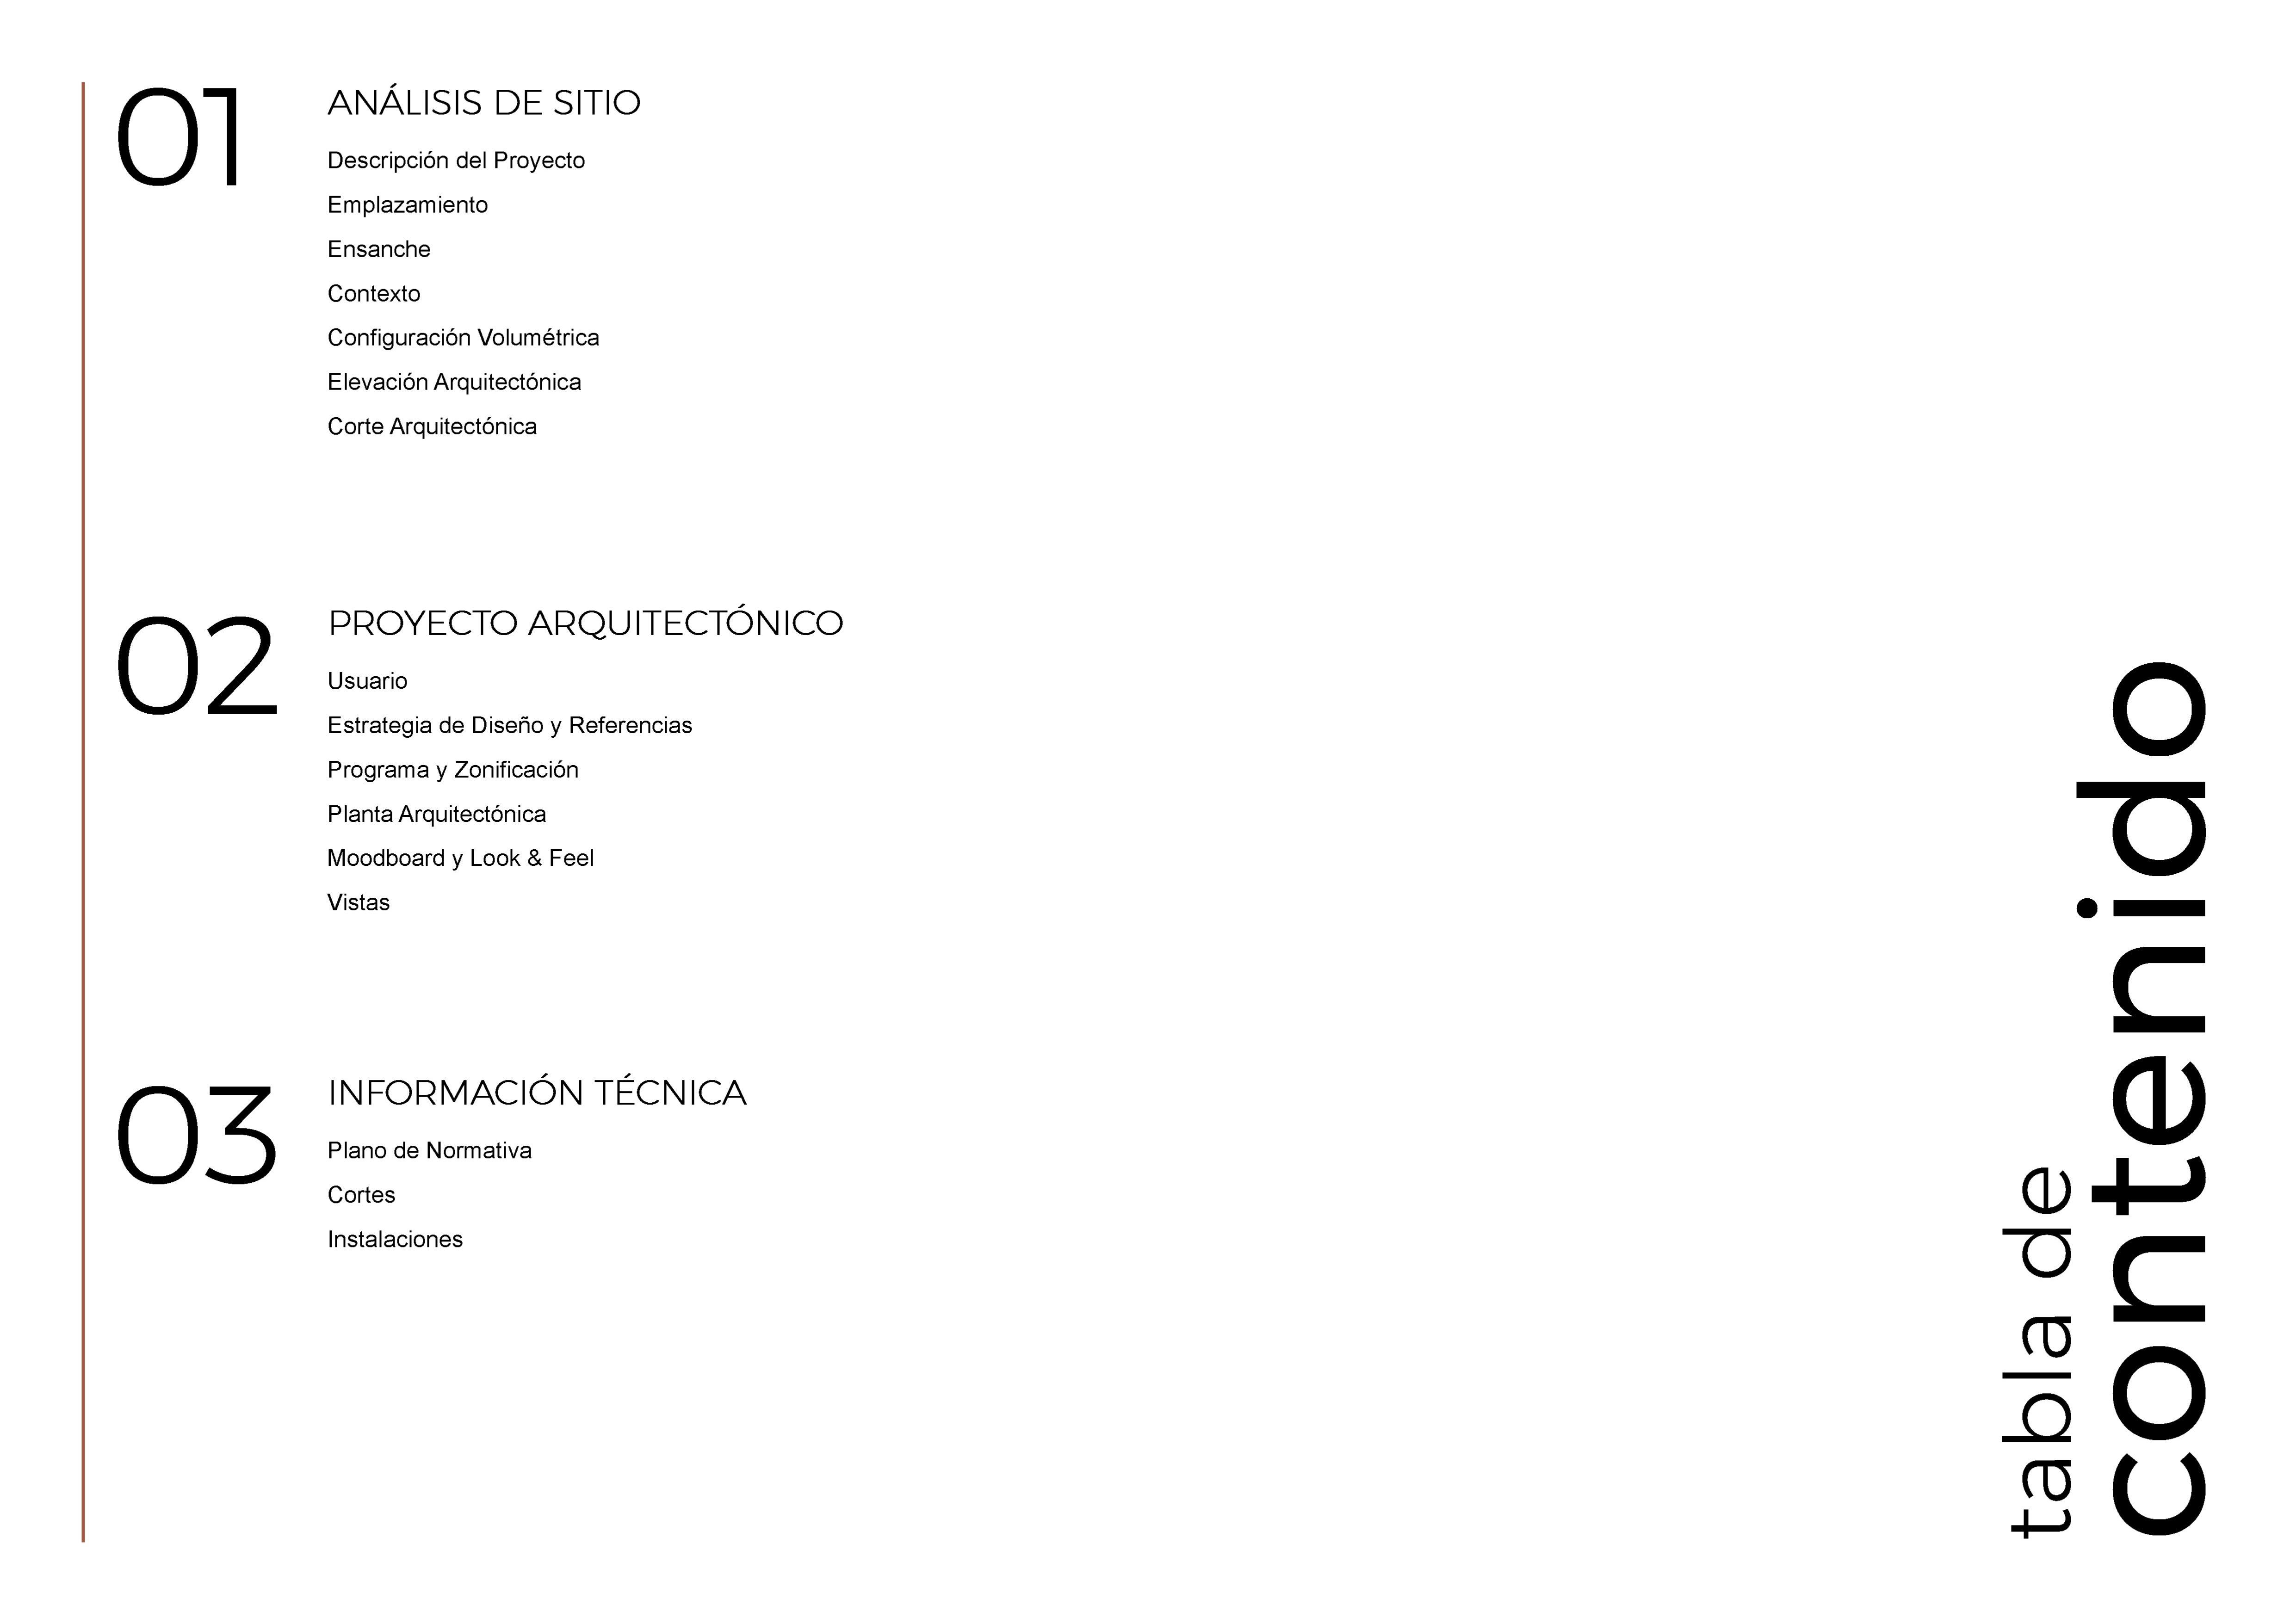 01
ANÁLISIS DE SITIO
Descripción del Proyecto
Emplazamiento
Ensanche
Contexto
Configuración Volumétrica
Elevación Arquitectónica
Corte Arquitectónica
02
PROYECTO ARQUITECTÓNICO
Usuario
Estrategia de Diseño y Referencias
Programa y Zonificación
Planta Arquitectónica
Moodboard y Look & Feel
Vistas
03
INFORMACIÓN TÉCNICA
Plano de Normativa
Cortes
Instalaciones
tabla de
contenido